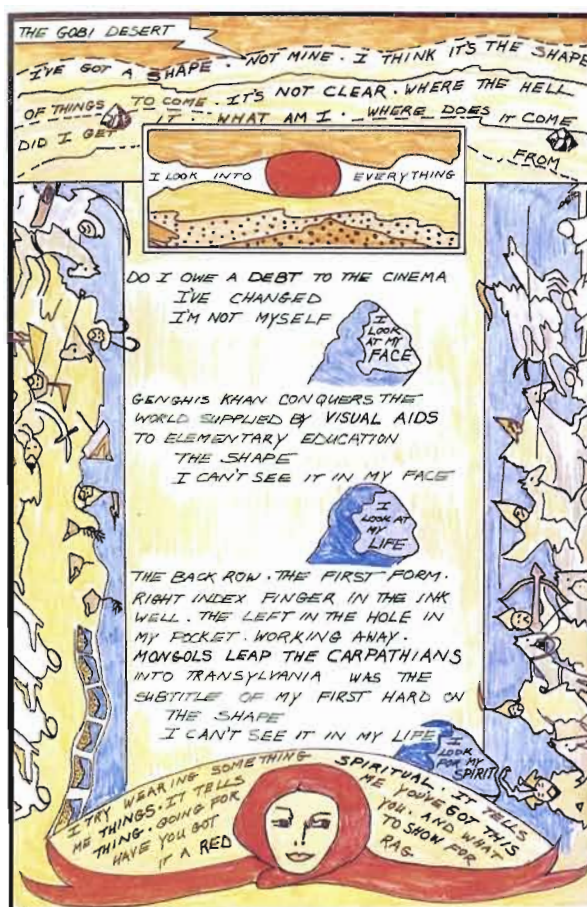 THE GOBI DESERT
I'VE GOT A SHAPE · NOT MINE · I THINK IT'S THE SHAPE
OF THINGS TO COME · IT'S NOT CLEAR · WHERE THE HELL
DID I GET IT · WHAT AM I · WHERE DOES IT COME
FROM
I LOOK INTO EVERYTHING
DO I OWE A DEBT TO THE CINEMA
I'VE CHANGED
I'M NOT MYSELF
I
LOOK
AT MY
FACE
GENGHIS KHAN CONQUERS THE
WORLD SUPPLIED BY VISUAL AIDS
TO ELEMENTARY EDUCATION
THE SHAPE
I CAN'T SEE IT IN MY FACE
I
LOOK AT
MY
LIFE
THE BACK ROW · THE FIRST FORM ·
RIGHT INDEX FINGER IN THE INK
WELL · THE LEFT IN THE HOLE IN
MY POCKET · WORKING AWAY ·
MONGOLS LEAP THE CARPATHIANS
INTO TRANSYLVANIA WAS THE
SUBTITLE OF MY FIRST HARD ON
THE SHAPE
I CAN'T SEE IT IN MY LIFE
I
LOOK
FOR MY
SPIRIT
I TRY WEARING SOMETHING SPIRITUAL · IT TELLS
ME THINGS · IT TELLS ME YOU'VE GOT THIS
THING · GOING FOR YOU · AND WHAT
HAVE YOU GOT TO SHOW FOR
IT A RED RAG